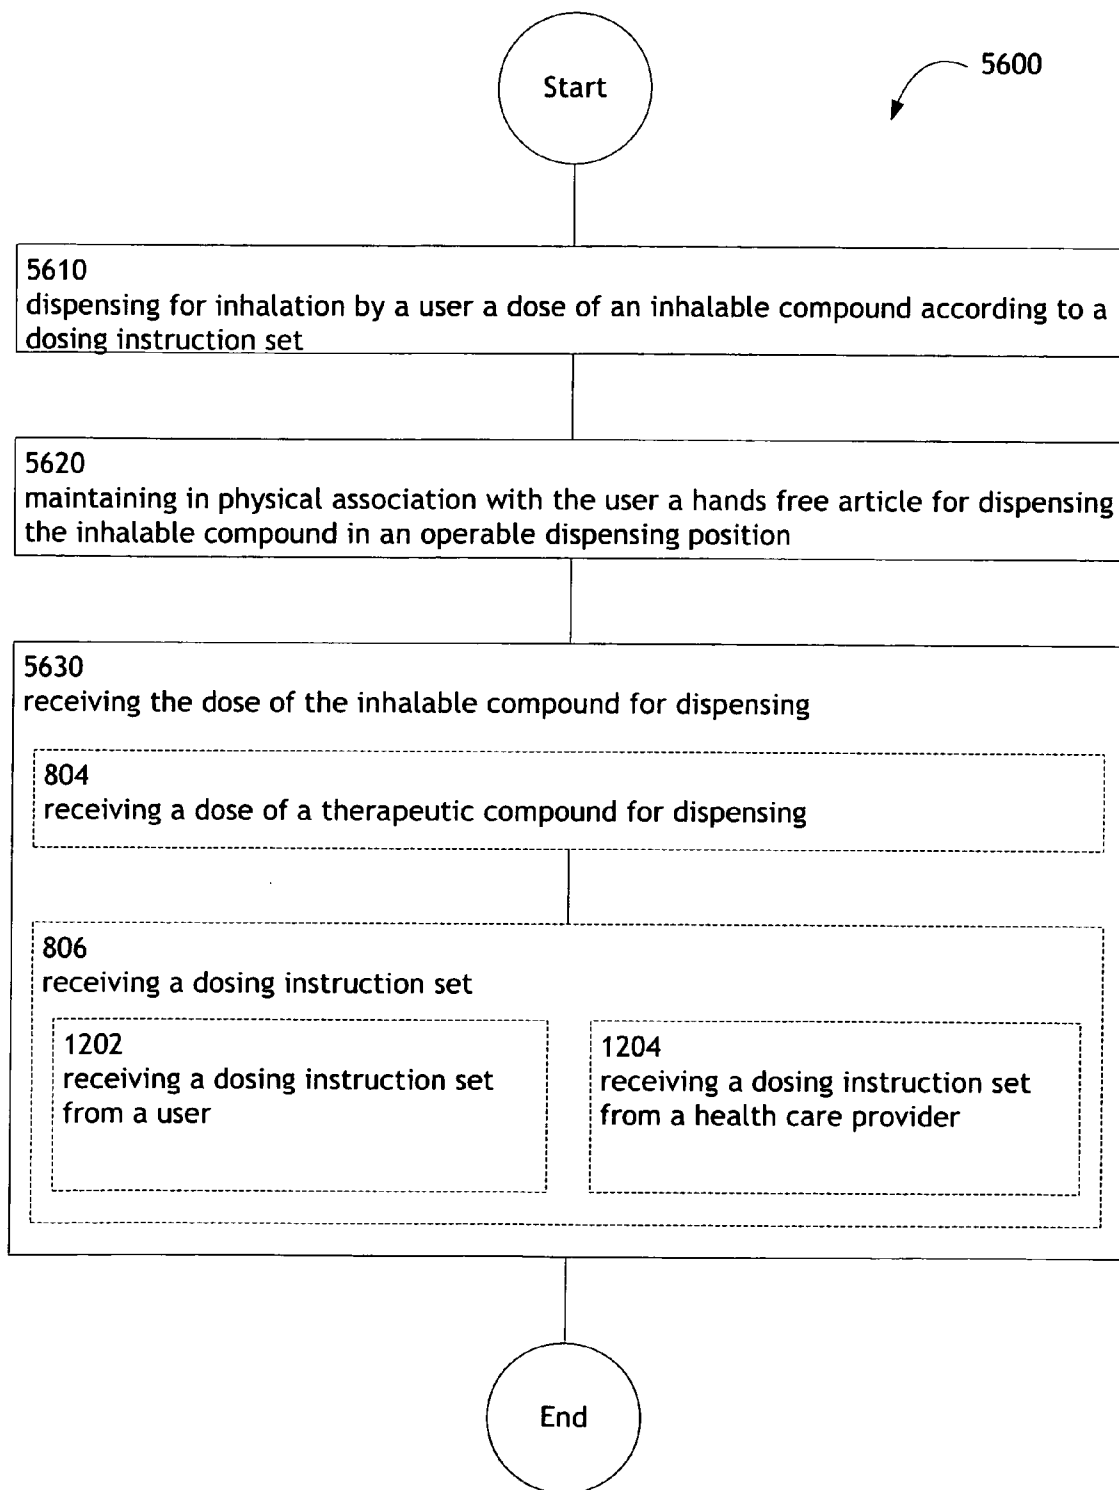 Start
5600
5610
dispensing for inhalation by a user a dose of an inhalable compound according to a
dosing instruction set
5620
maintaining in physical association with the user a hands free article for dispensing
the inhalable compound in an operable dispensing position
5630
receiving the dose of the inhalable compound for dispensing
804
receiving a dose of a therapeutic compound for dispensing
806
receiving a dosing instruction set
1202
receiving a dosing instruction set
from a user
1204
receiving a dosing instruction set
from a health care provider
End